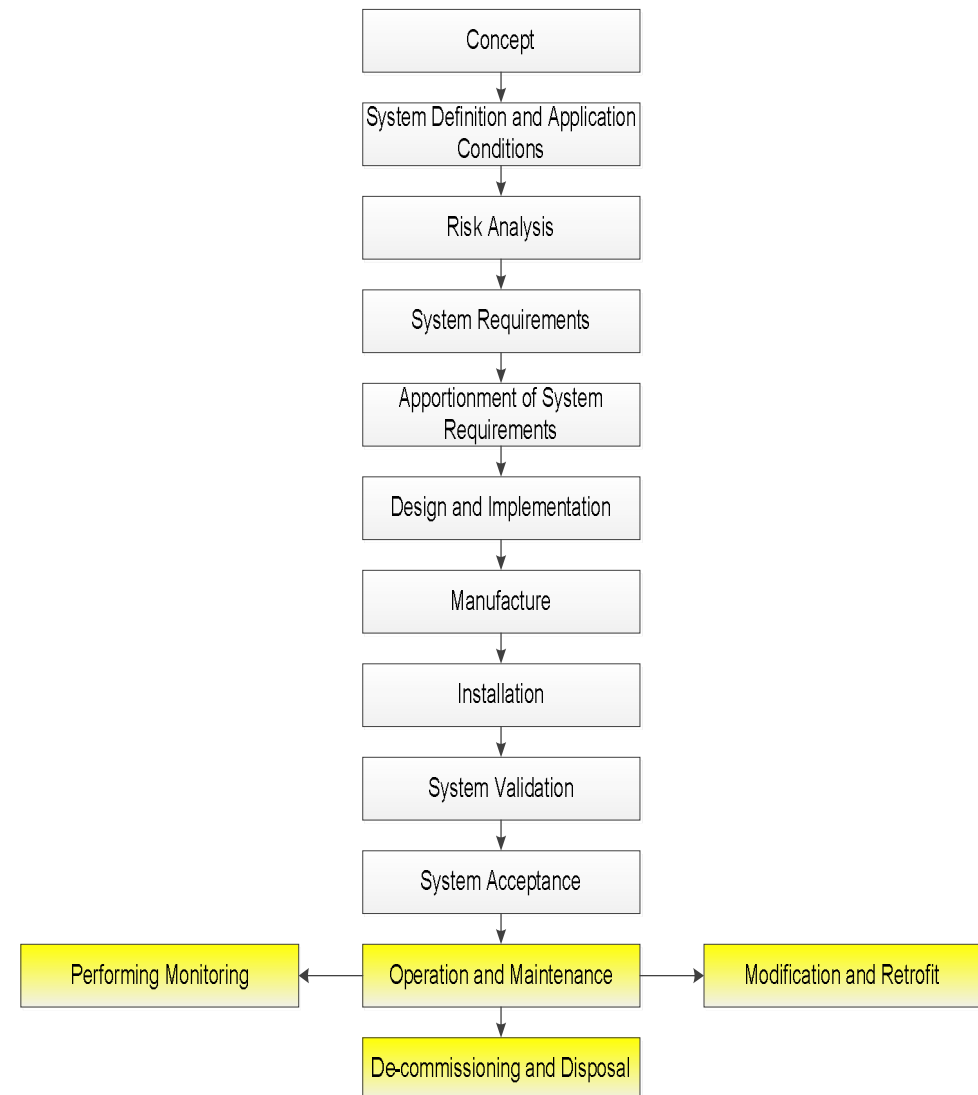 Concept
System Definition and Application
Conditions
Risk Analysis
System Requirements
Apportionment of System
Requirements
Design and Implementation
Manufacture
Installation
System Validation
System Acceptance
Performing Monitoring
Operation and Maintenance
Modification and Retrofit
De-commissioning and Disposal